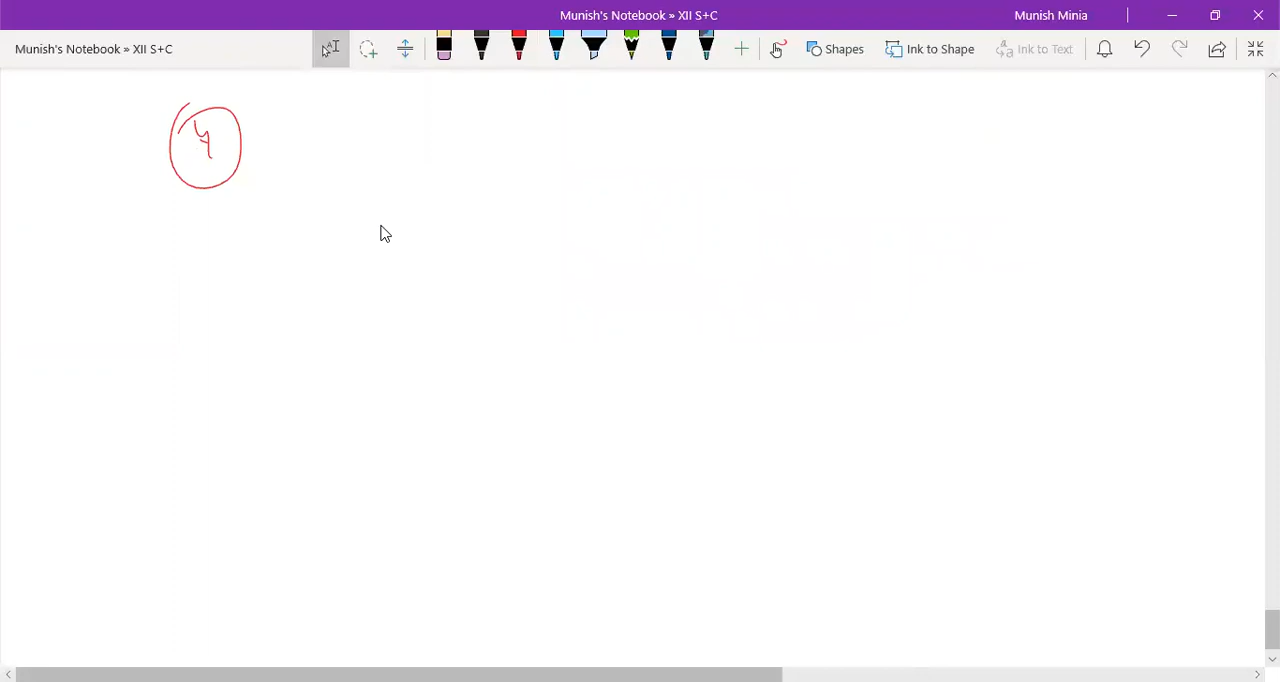 Munish's Notebook » XII S+C
Munish Minia
Munish's Notebook » XII S+C
Shapes
Ink to Shape
Ink to Text
4